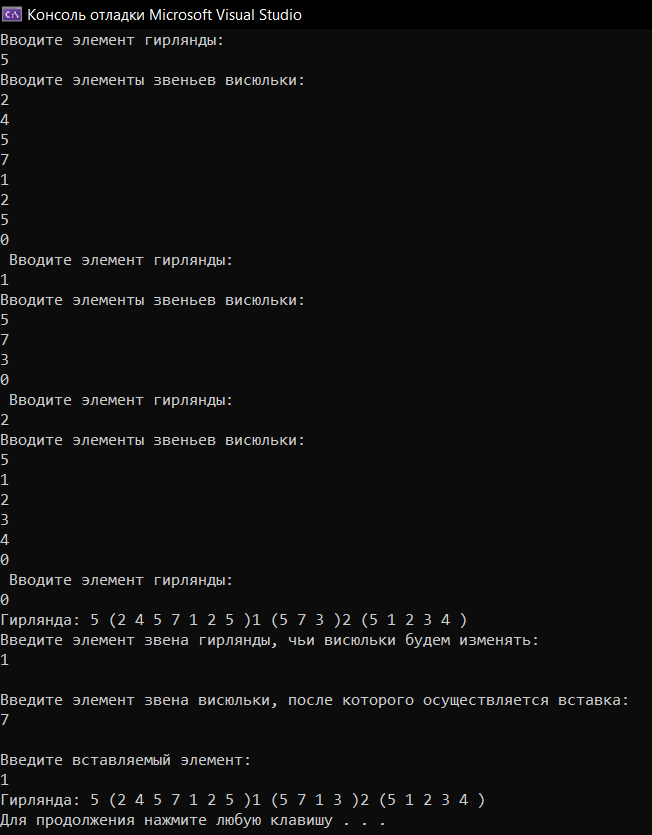 Консоль отладки Microsoft Visual Studio
Вводите элемент гирлянды:
5
Вводите элементы звеньев висюльки:
2
4
5
7
1
2
5
0
Вводите элемент гирлянды:
1
Вводите элементы звеньев висюльки:
5
7
3
0
Вводите элемент гирлянды:
2
Вводите элементы звеньев висюльки:
5
1
2
3
4
0
Вводите элемент гирлянды:
0
Гирлянда: 5 (2 4 5 7 1 2 5 )1 (5 7 3 )2 (5 1 2 3 4 )
Введите элемент звена гирлянды, чьи висюльки будем изменять:
1
Введите элемент звена висюльки, после которого осуществляется вставка:
7
Введите вставляемый элемент:
1
Гирлянда: 5 (2 4 5 7 1 2 5 )1 (5 7 1 3 )2 (5 1 2 3 4 )
Для продолжения нажмите любую клавишу . . .